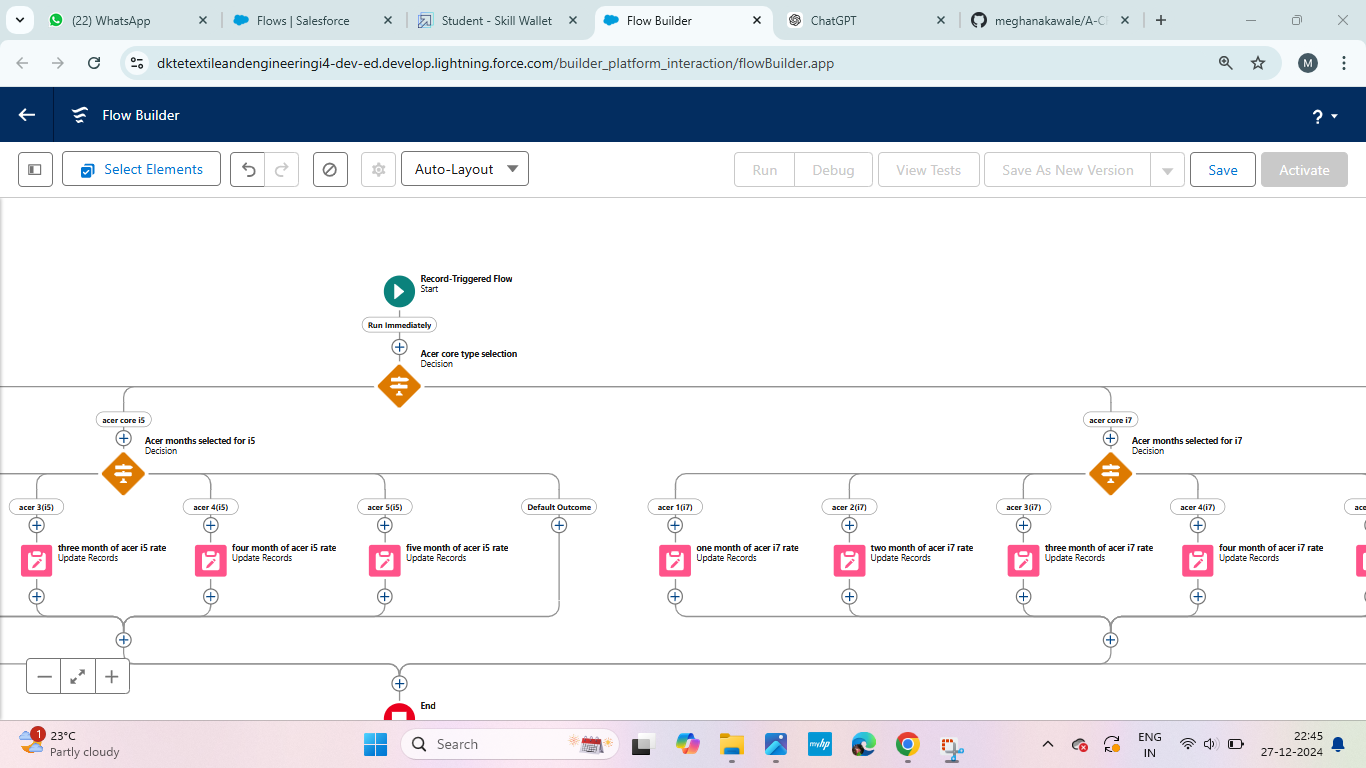 (22) WhatsApp
Flows | Salesforce
Student - Skill Wallet
Flow Builder
ChatGPT
meghanakawale/A-C
dktetextileandengineeringi4-dev-ed.develop.lightning.force.com/builder_platform_interaction/flowBuilder.app
M
Flow Builder
?
Select Elements
Auto-Layout
Run
Debug
View Tests
Save As New Version
Save
Activate
Record-Triggered Flow
Start
Run Immediately
Acer core type selection
Decision
acer core i5
acer core i7
Acer months selected for i5
Decision
Acer months selected for i7
Decision
acer 3(i5)
acer 4(i5)
acer 5(i5)
Default Outcome
acer 1(i7)
acer 2(i7)
acer 3(i7)
acer 4(i7)
three month of acer i5 rate
Update Records
four month of acer i5 rate
Update Records
five month of acer i5 rate
Update Records
one month of acer i7 rate
Update Records
two month of acer i7 rate
Update Records
three month of acer i7 rate
Update Records
four month of acer i7 rate
Update Records
End
1
23°C
Partly cloudy
Search
myhp
ENG
IN
22:45
27-12-2024